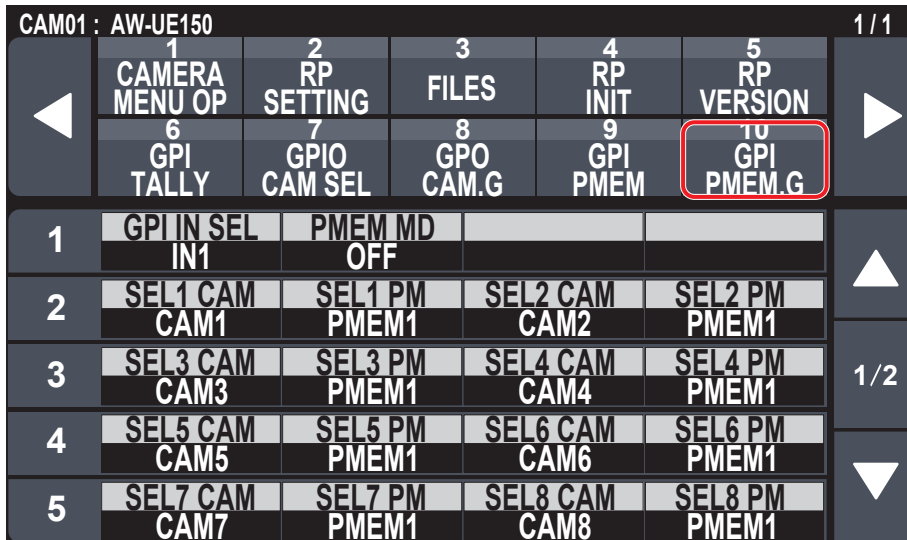 CAM01 : AW-UE150 1/1
1 2 3 4 5
CAMERA MENU OP RP SETTING FILES RP INIT RP VERSION
6 7 8 9 10
GPI TALLY GPIO CAM SEL GPO CAM.G GPI PMEM GPI PMEM.G
1 GPI IN SEL PMEM MD
IN1 OFF
2 SEL1 CAM SEL1 PM SEL2 CAM SEL2 PM
CAM1 PMEM1 CAM2 PMEM1
3 SEL3 CAM SEL3 PM SEL4 CAM SEL4 PM 1/2
CAM3 PMEM1 CAM4 PMEM1
4 SEL5 CAM SEL5 PM SEL6 CAM SEL6 PM
CAM5 PMEM1 CAM6 PMEM1
5 SEL7 CAM SEL7 PM SEL8 CAM SEL8 PM
CAM7 PMEM1 CAM8 PMEM1